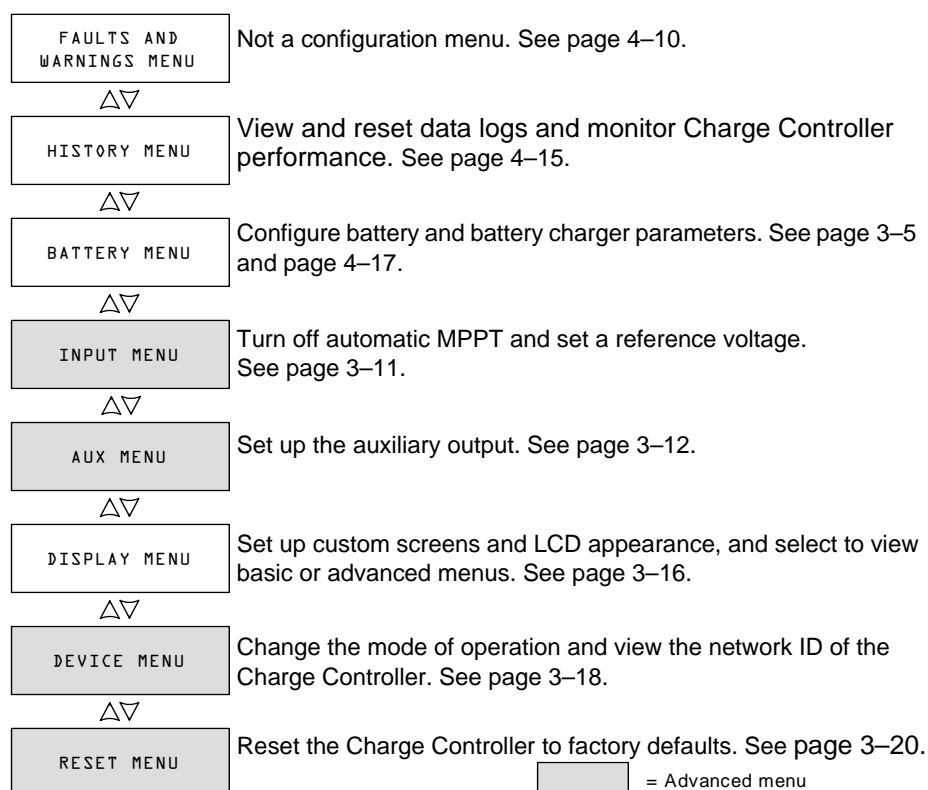 FAULTS AND
WARNINGS MENU
Not a configuration menu. See page 4–10.
HISTORY MENU
View and reset data logs and monitor Charge Controller
performance. See page 4–15.
BATTERY MENU
Configure battery and battery charger parameters. See page 3–5
and page 4–17.
INPUT MENU
Turn off automatic MPPT and set a reference voltage.
See page 3–11.
AUX MENU
Set up the auxiliary output. See page 3–12.
DISPLAY MENU
Set up custom screens and LCD appearance, and select to view
basic or advanced menus. See page 3–16.
DEVICE MENU
Change the mode of operation and view the network ID of the
Charge Controller. See page 3–18.
RESET MENU
Reset the Charge Controller to factory defaults. See page 3–20.
= Advanced menu